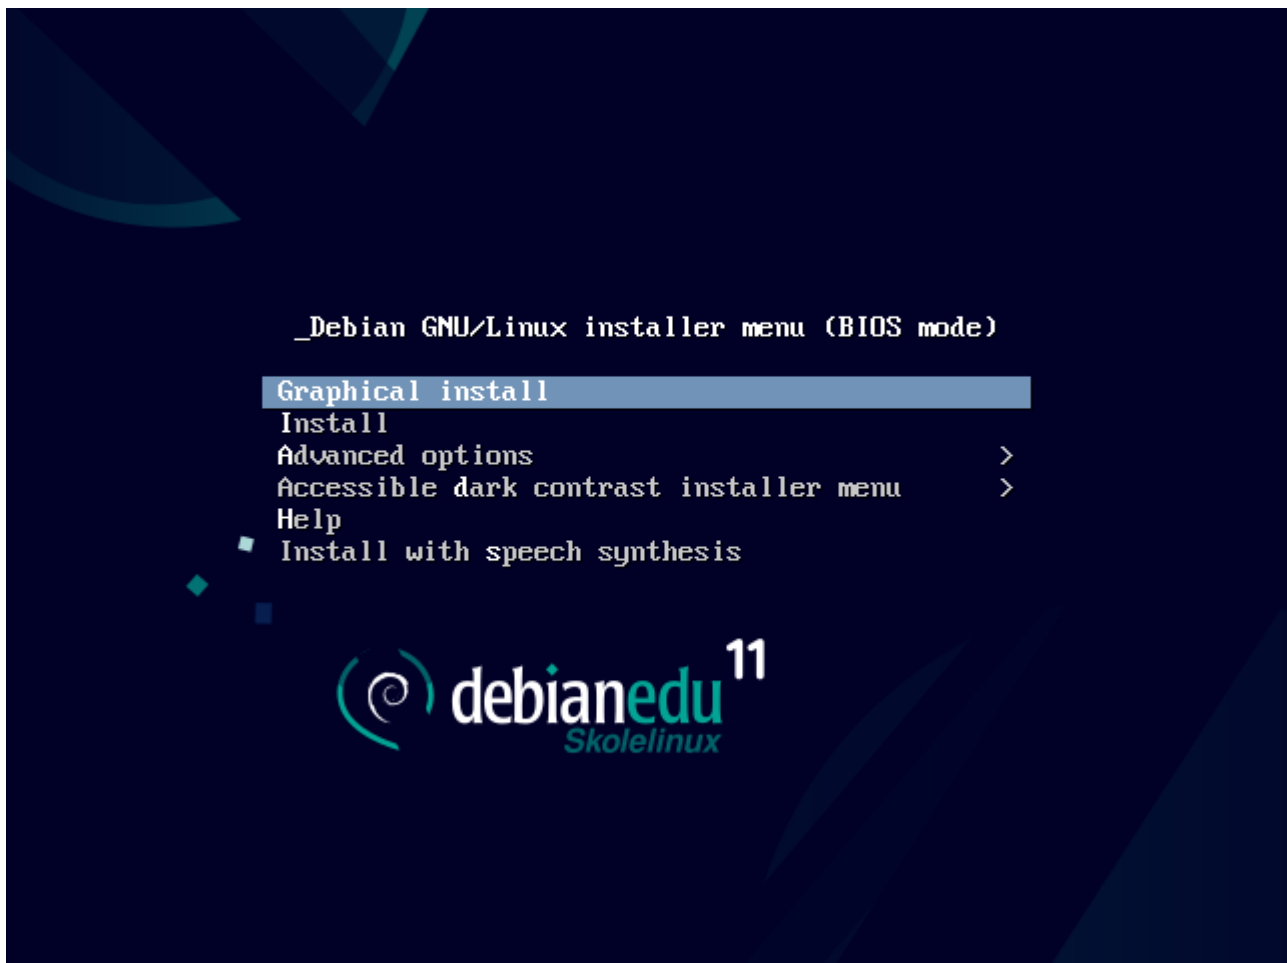 _Debian GNU/Linux installer menu (BIOS mode)
Graphical install
Install
Advanced options >
Accessible dark contrast installer menu >
Help
Install with speech synthesis
debianedu 11
Skolelinux